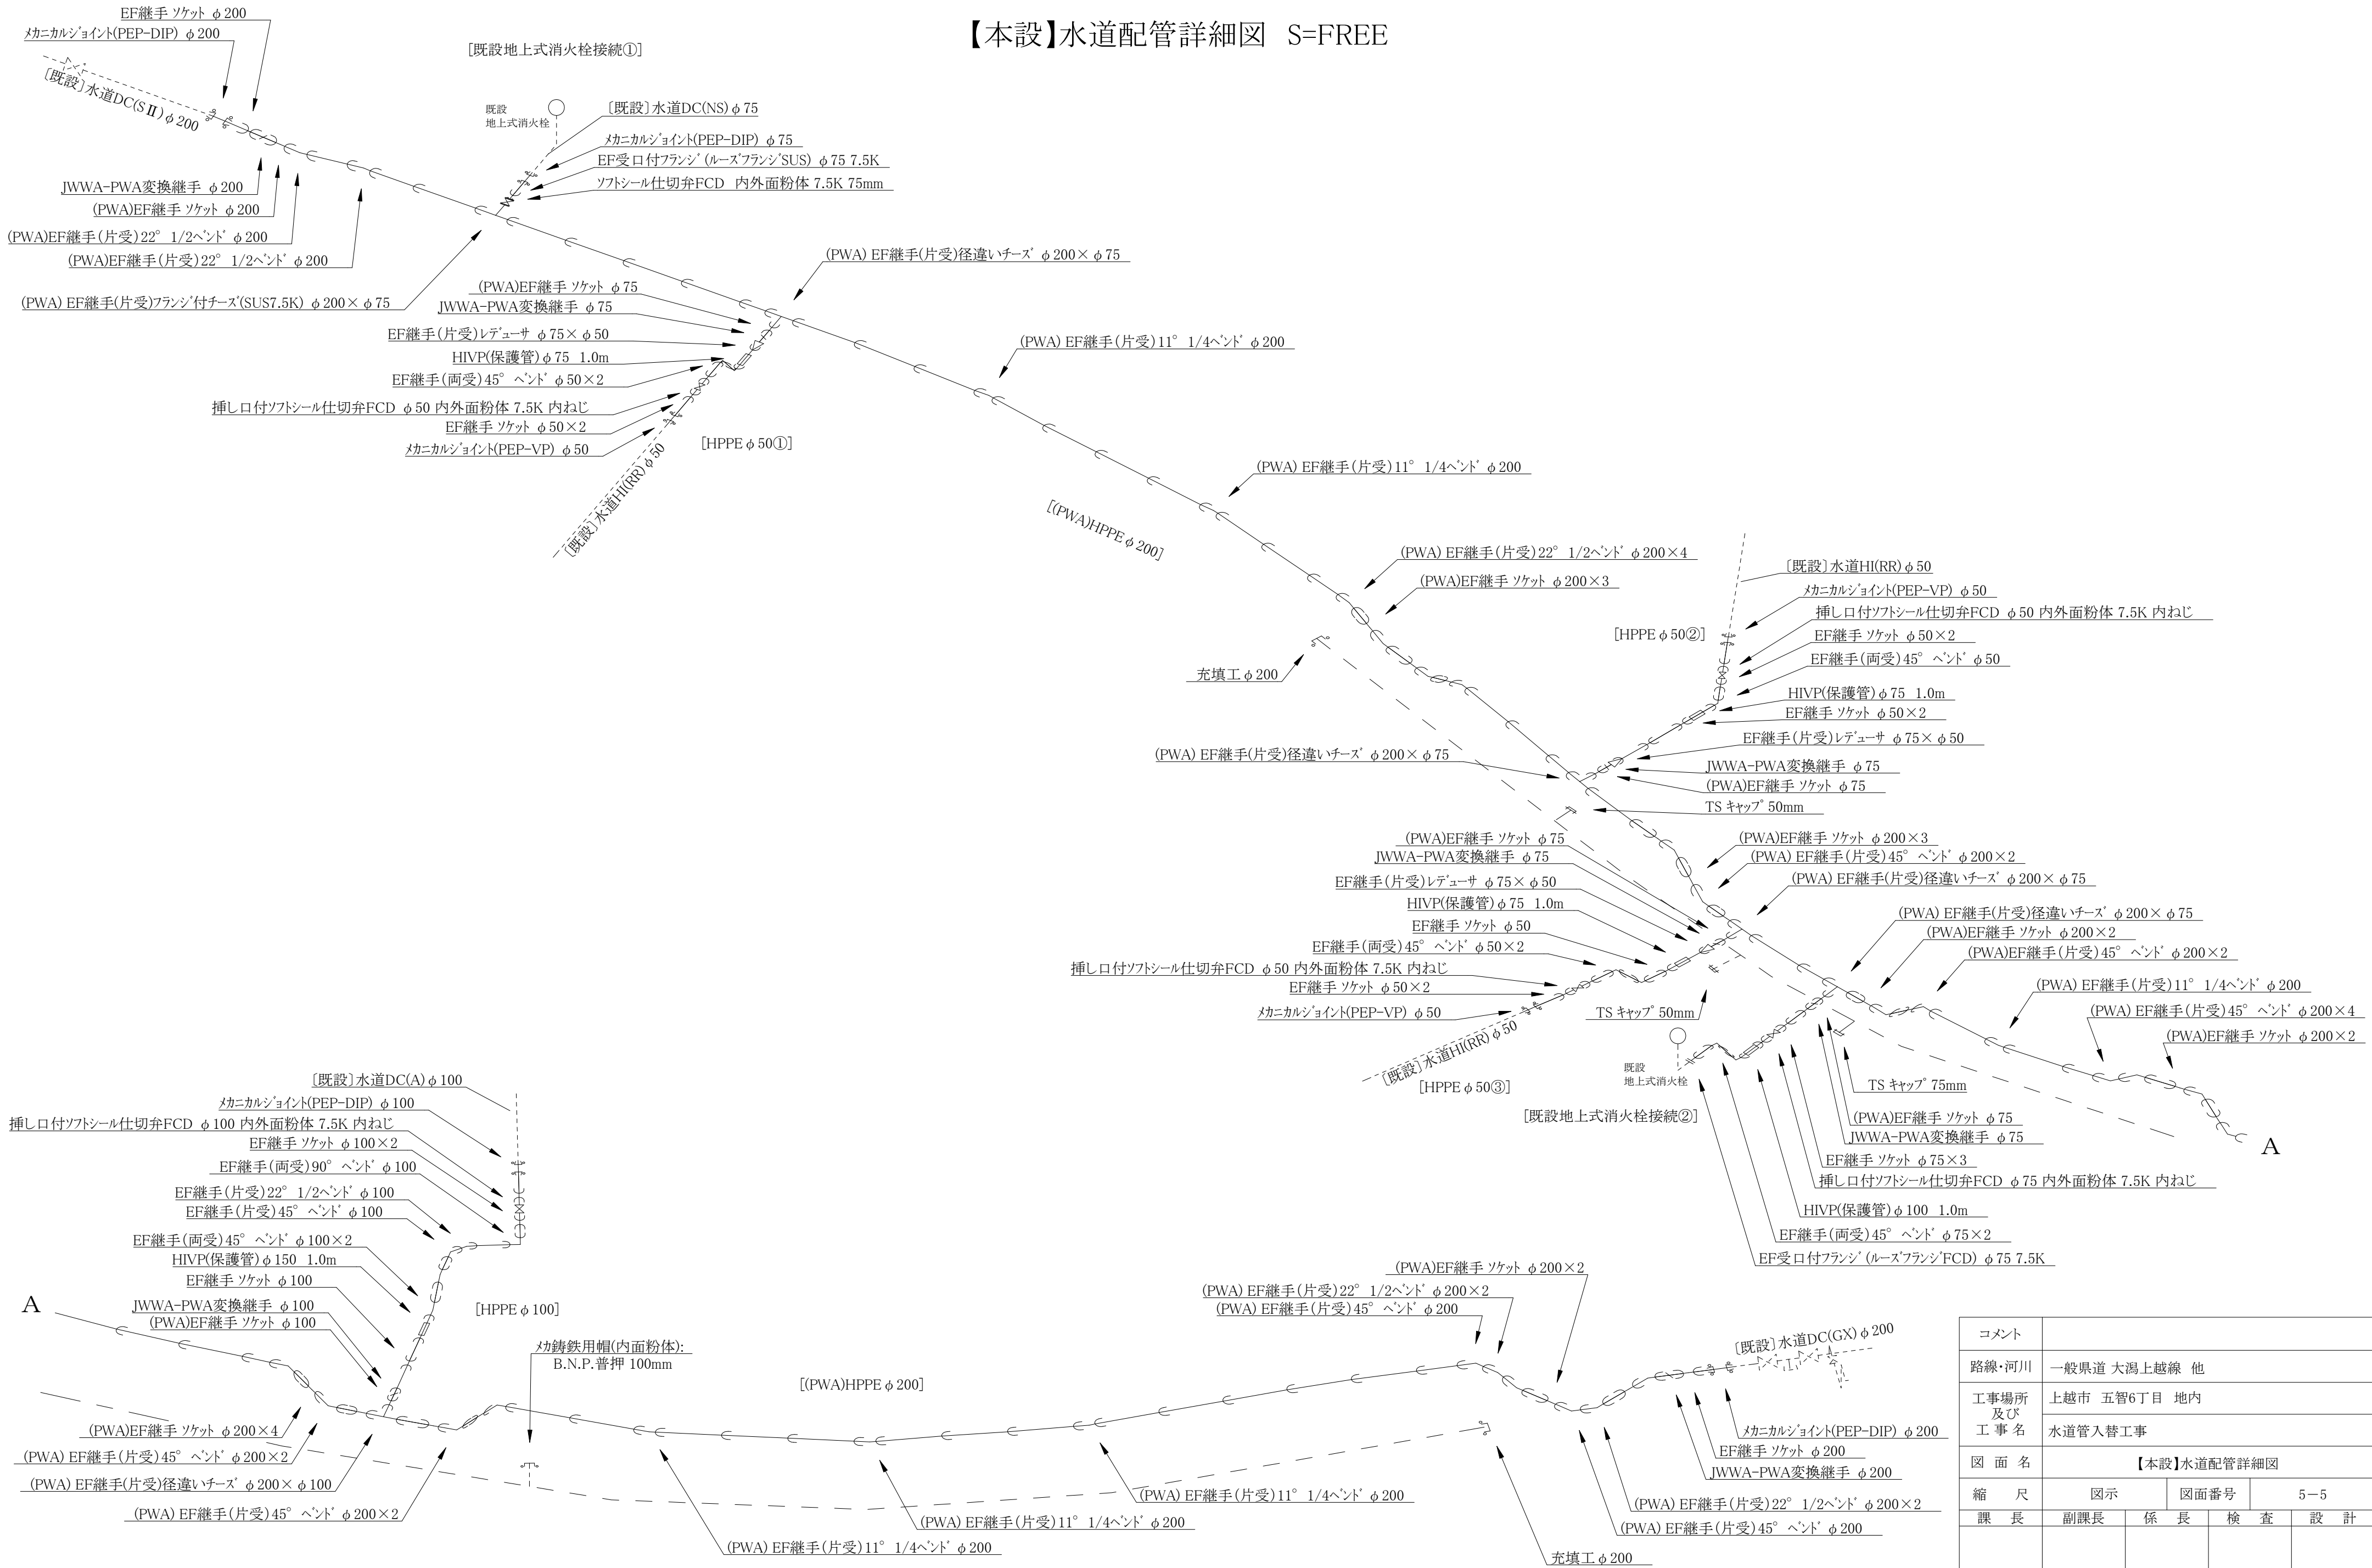 【本設】水道配管詳細図 S=FREE
EF継手 ソケット φ200
メカニカルジョイント(PEP-DIP) φ200
〔既設〕水道DC(SⅡ)φ200
JWWA-PWA変換継手 φ200
(PWA)EF継手 ソケット φ200
(PWA)EF継手(片受)22° 1/2ベンド φ200
(PWA)EF継手(片受)22° 1/2ベンド φ200
(PWA) EF継手(片受)フランジ付チーズ(SUS7.5K) φ200×φ75
[既設地上式消火栓接続①]
既設
地上式消火栓
〔既設〕水道DC(NS)φ75
メカニカルジョイント(PEP-DIP) φ75
EF受口付フランジ(ルーズフランジSUS) φ75 7.5K
ソフトシール仕切弁FCD 内外面粉体 7.5K 75mm
(PWA) EF継手(片受)径違いチーズ φ200×φ75
(PWA)EF継手 ソケット φ75
JWWA-PWA変換継手 φ75
EF継手(片受)レデューサ φ75×φ50
HIVP(保護管)φ75 1.0m
EF継手(両受)45° ベンド φ50×2
挿し口付ソフトシール仕切弁FCD φ50 内外面粉体 7.5K 内ねじ
EF継手 ソケット φ50×2
メカニカルジョイント(PEP-VP) φ50
[HPPEφ50①]
〔既設〕水道HI(RR)φ50
(PWA) EF継手(片受)11° 1/4ベンド φ200
(PWA) EF継手(片受)11° 1/4ベンド φ200
[(PWA)HPPEφ200]
(PWA) EF継手(片受)22° 1/2ベンド φ200×4
(PWA)EF継手 ソケット φ200×3
充填工φ200
[HPPEφ50②]
〔既設〕水道HI(RR)φ50
メカニカルジョイント(PEP-VP) φ50
挿し口付ソフトシール仕切弁FCD φ50 内外面粉体 7.5K 内ねじ
EF継手 ソケット φ50×2
EF継手(両受)45° ベンド φ50
HIVP(保護管)φ75 1.0m
EF継手 ソケット φ50×2
EF継手(片受)レデューサ φ75×φ50
JWWA-PWA変換継手 φ75
(PWA)EF継手 ソケット φ75
TS キャップ 50mm
(PWA) EF継手(片受)径違いチーズ φ200×φ75
(PWA)EF継手 ソケット φ75
JWWA-PWA変換継手 φ75
EF継手(片受)レデューサ φ75×φ50
HIVP(保護管)φ75 1.0m
EF継手 ソケット φ50
EF継手(両受)45° ベンド φ50×2
挿し口付ソフトシール仕切弁FCD φ50 内外面粉体 7.5K 内ねじ
EF継手 ソケット φ50×2
メカニカルジョイント(PEP-VP) φ50
〔既設〕水道HI(RR)φ50
[HPPEφ50③]
TS キャップ 50mm
(PWA)EF継手 ソケット φ200×3
(PWA) EF継手(片受)45° ベンド φ200×2
(PWA) EF継手(片受)径違いチーズ φ200×φ75
(PWA) EF継手(片受)径違いチーズ φ200×φ75
(PWA)EF継手 ソケット φ200×2
(PWA)EF継手(片受)45° ベンド φ200×2
(PWA) EF継手(片受)11° 1/4ベンド φ200
(PWA) EF継手(片受)45° ベンド φ200×4
(PWA)EF継手 ソケット φ200×2
A
既設
地上式消火栓
[既設地上式消火栓接続②]
TS キャップ 75mm
(PWA)EF継手 ソケット φ75
JWWA-PWA変換継手 φ75
EF継手 ソケット φ75×3
挿し口付ソフトシール仕切弁FCD φ75 内外面粉体 7.5K 内ねじ
HIVP(保護管)φ100 1.0m
EF継手(両受)45° ベンド φ75×2
EF受口付フランジ(ルーズフランジFCD) φ75 7.5K
〔既設〕水道DC(A)φ100
メカニカルジョイント(PEP-DIP) φ100
挿し口付ソフトシール仕切弁FCD φ100 内外面粉体 7.5K 内ねじ
EF継手 ソケット φ100×2
EF継手(両受)90° ベンド φ100
EF継手(片受)22° 1/2ベンド φ100
EF継手(片受)45° ベンド φ100
EF継手(両受)45° ベンド φ100×2
HIVP(保護管)φ150 1.0m
EF継手 ソケット φ100
JWWA-PWA変換継手 φ100
(PWA)EF継手 ソケット φ100
[HPPEφ100]
A
(PWA)EF継手 ソケット φ200×4
(PWA) EF継手(片受)45° ベンド φ200×2
(PWA) EF継手(片受)径違いチーズ φ200×φ100
(PWA) EF継手(片受)45° ベンド φ200×2
メカ鋳鉄用帽(内面粉体):
B.N.P.普押 100mm
[(PWA)HPPEφ200]
(PWA) EF継手(片受)11° 1/4ベンド φ200
(PWA) EF継手(片受)11° 1/4ベンド φ200
(PWA) EF継手(片受)11° 1/4ベンド φ200
(PWA)EF継手 ソケット φ200×2
(PWA) EF継手(片受)22° 1/2ベンド φ200×2
(PWA) EF継手(片受)45° ベンド φ200
〔既設〕水道DC(GX)φ200
メカニカルジョイント(PEP-DIP) φ200
EF継手 ソケット φ200
JWWA-PWA変換継手 φ200
(PWA) EF継手(片受)22° 1/2ベンド φ200×2
(PWA) EF継手(片受)45° ベンド φ200
充填工φ200
コメント
路線・河川 一般県道 大潟上越線 他
工事場所 上越市 五智6丁目 地内
及び
工事名 水道管入替工事
図面名 【本設】水道配管詳細図
縮尺 図示 図面番号 5-5
課長 副課長 係長 検査 設計